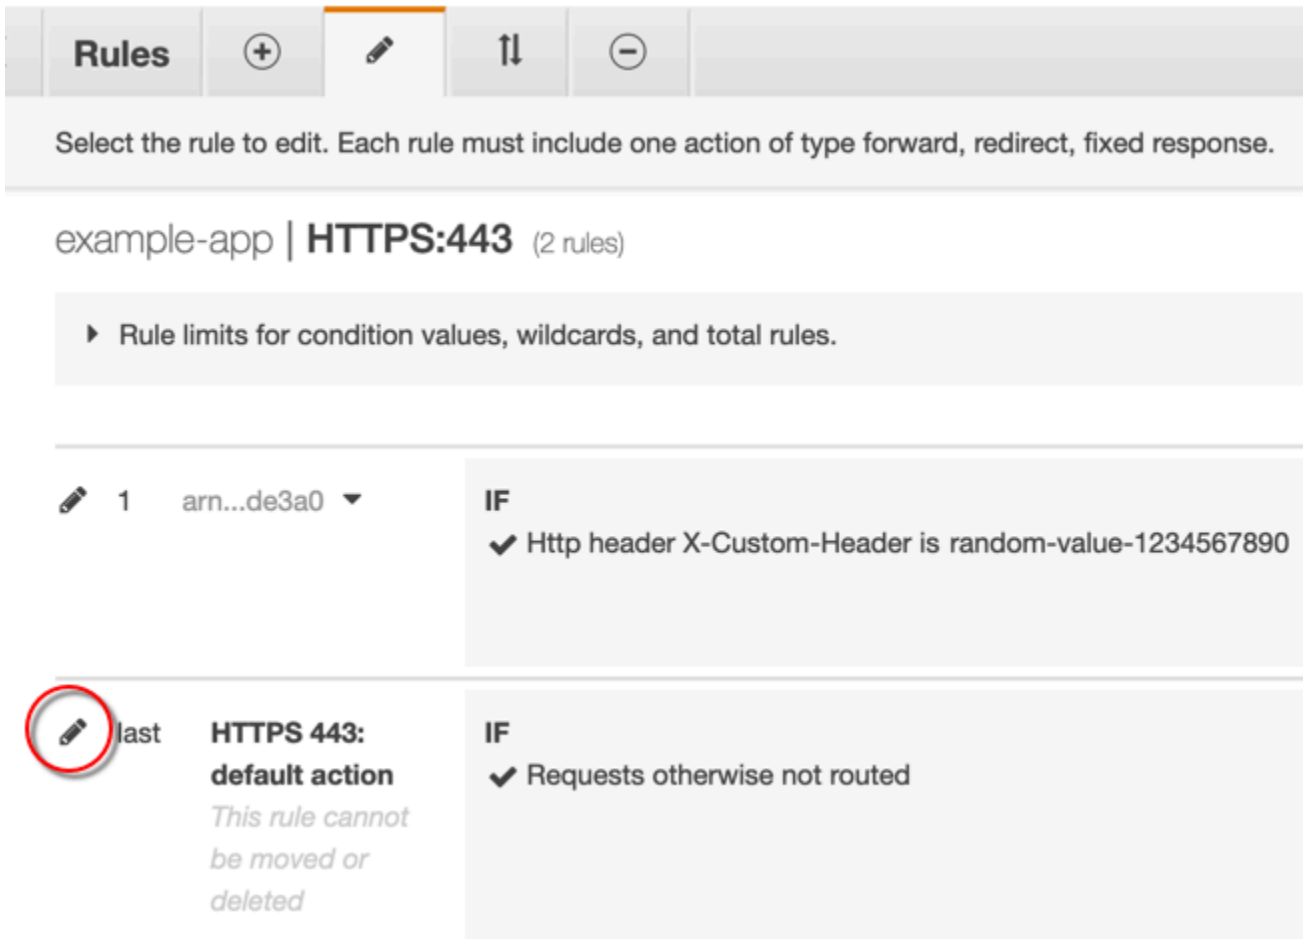 Rules
Select the rule to edit. Each rule must include one action of type forward, redirect, fixed response.
example-app | HTTPS:443 (2 rules)
Rule limits for condition values, wildcards, and total rules.
1 arn...de3a0
IF
Http header X-Custom-Header is random-value-1234567890
last
HTTPS 443:
default action
This rule cannot
be moved or
deleted
IF
Requests otherwise not routed